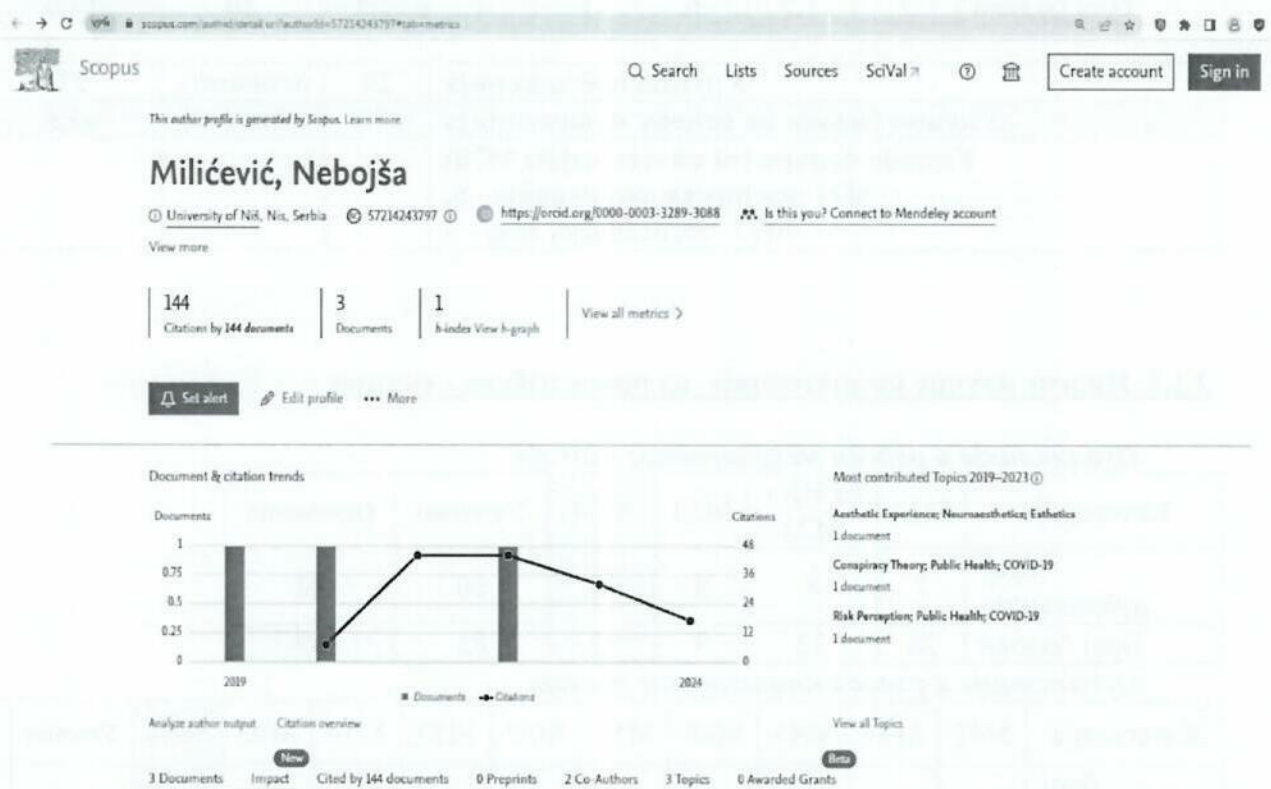 Scopus
Search Lists Sources SciVal Create account Sign in
This author profile is generated by Scopus. Learn more
Milićević, Nebojša
University of Niš, Nis, Serbia 57214243797 https://orcid.org/0000-0003-3289-3088 Is this you? Connect to Mendeley account
View more
144
Citations by 144 documents
3
Documents
1
h-index View h-graph
View all metrics >
Set alert Edit profile More
Document & citation trends
Documents Citations
1
0.75
0.5
0.25
0
48
36
24
12
0
2019 2024
Documents Citations
Analyze author output Citation overview
Most contributed Topics 2019–2023
Aesthetic Experience; Neuroaesthetics; Esthetics
1 document
Conspiracy Theory; Public Health; COVID-19
1 document
Risk Perception; Public Health; COVID-19
1 document
View all Topics
New Beta
3 Documents Impact Cited by 144 documents 0 Preprints 2 Co-Authors 3 Topics 0 Awarded Grants